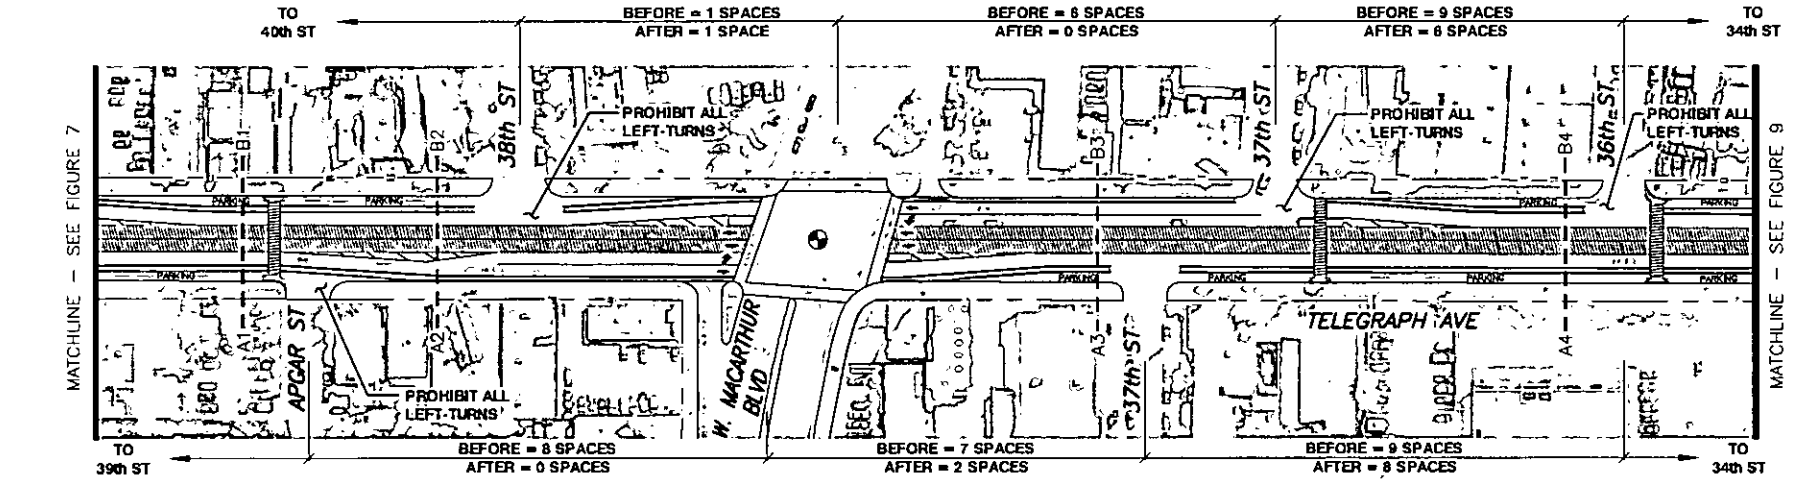 TO
40th ST
BEFORE = 1 SPACES
AFTER = 1 SPACE
BEFORE = 6 SPACES
AFTER = 0 SPACES
BEFORE = 9 SPACES
AFTER = 6 SPACES
TO
34th ST
MATCHLINE - SEE FIGURE 7
B1
B2
38th ST
PROHIBIT ALL
LEFT-TURNS
B3
37th ST
PROHIBIT ALL
LEFT-TURNS
B4
36th ST
PROHIBIT ALL
LEFT-TURNS
MATCHLINE - SEE FIGURE 9
PARKING
PARKING
PARKING
PARKING
PARKING
PARKING
PARKING
PARKING
PARKING
A1
APGAR ST
A2
PROHIBIT ALL
LEFT-TURNS
W. MACARTHUR
BLVD
A3
37th ST
TELEGRAPH AVE
A4
TO
39th ST
BEFORE = 8 SPACES
AFTER = 0 SPACES
BEFORE = 7 SPACES
AFTER = 2 SPACES
BEFORE = 9 SPACES
AFTER = 8 SPACES
TO
34th ST